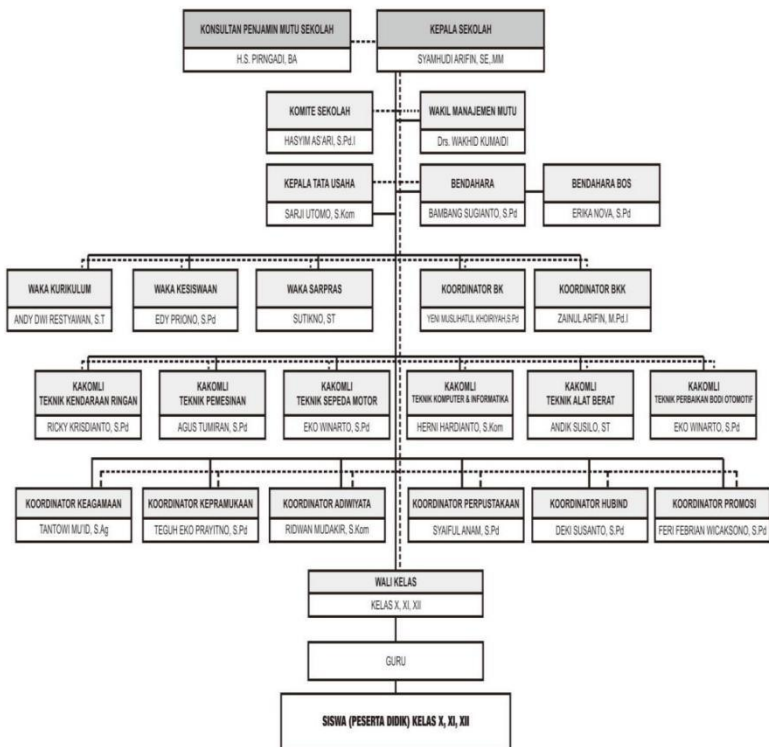 KONSULTAN PENJAMIN MUTU SEKOLAH
H.S. PIRNGADI, BA
KEPALA SEKOLAH
SYAMHUDI ARIFIN, SE, MM
KOMITE SEKOLAH
HASYIM AS'ARI, S.Pd.I
WAKIL MANAJEMEN MUTU
Drs. WAKHID KUMAIDI
KEPALA TATA USAHA
SARJI UTOMO, S.Kom
BENDAHARA
BAMBANG SUGIANTO, S.Pd
BENDAHARA BOS
ERIKA NOVA, S.Pd
WAKA KURIKULUM
ANDY DWI RESTYAWAN, S.T
WAKA KESISWAAN
EDY PRIONO, S.Pd
WAKA SARPRAS
SUTIKNO, ST
KOORDINATOR BK
YENI MUSLIHATUL KHOIRIYAH,S.Pd
KOORDINATOR BKK
ZAINUL ARIFIN, M.Pd.I
KAKOMLI
TEKNIK KENDARAAN RINGAN
RICKY KRISDIANTO, S.Pd
KAKOMLI
TEKNIK PEMESINAN
AGUS TUMIRAN, S.Pd
KAKOMLI
TEKNIK SEPEDA MOTOR
EKO WINARTO, S.Pd
KAKOMLI
TEKNIK KOMPUTER & INFORMATIKA
HERNI HARDIANTO, S.Kom
KAKOMLI
TEKNIK ALAT BERAT
ANDIK SUSILO, ST
KAKOMLI
TEKNIK PERBAIKAN BODI OTOMOTIF
EKO WINARTO, S.Pd
KOORDINATOR KEAGAMAAN
TANTOWI MU'ID, S.Ag
KOORDINATOR KEPRAMUKAAN
TEGUH EKO PRAYITNO, S.Pd
KOORDINATOR ADIWIYATA
RIDWAN MUDAKIR, S.Kom
KOORDINATOR PERPUSTAKAAN
SYAIFUL ANAM, S.Pd
KOORDINATOR HUBIND
DEKI SUSANTO, S.Pd
KOORDINATOR PROMOSI
FERI FEBRIAN WICAKSONO, S.Pd
WALI KELAS
KELAS X, XI, XII
GURU
SISWA (PESERTA DIDIK) KELAS X, XI, XII